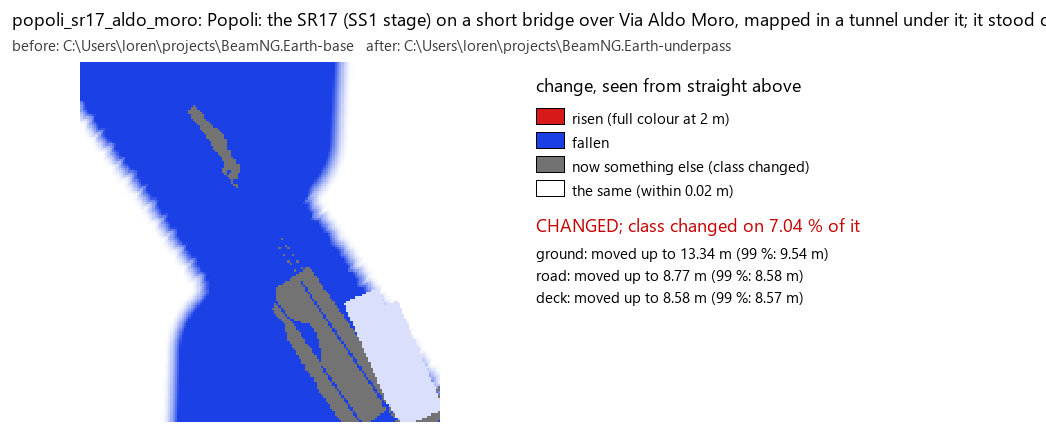 popoli_sr17_aldo_moro: Popoli: the SR17 (SS1 stage) on a short bridge over Via Aldo Moro, mapped in a tunnel under it; it stood
before: C:\Users\loren\projects\BeamNG.Earth-base   after: C:\Users\loren\projects\BeamNG.Earth-underpass
change, seen from straight above
risen (full colour at 2 m)
fallen
now something else (class changed)
the same (within 0.02 m)
CHANGED; class changed on 7.04 % of it
ground: moved up to 13.34 m (99 %: 9.54 m)
road: moved up to 8.77 m (99 %: 8.58 m)
deck: moved up to 8.58 m (99 %: 8.57 m)